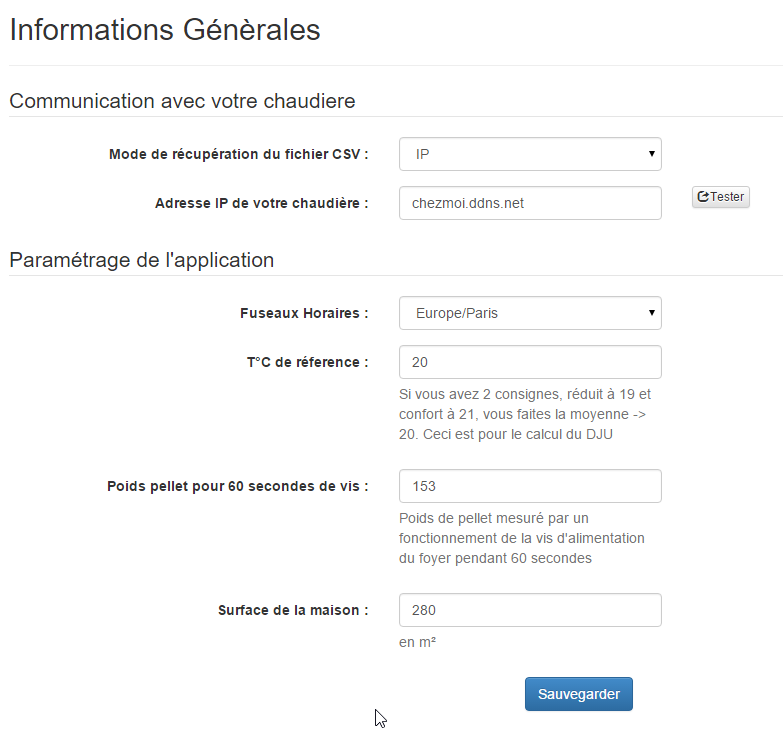 Informations Génèrales
Communication avec votre chaudiere
Mode de récupération du fichier CSV :
IP
Adresse IP de votre chaudière :
chezmoi.ddns.net
Tester
Paramétrage de l'application
Fuseaux Horaires :
Europe/Paris
T°C de réference :
20
Si vous avez 2 consignes, réduit à 19 et
confort à 21, vous faites la moyenne ->
20. Ceci est pour le calcul du DJU
Poids pellet pour 60 secondes de vis :
153
Poids de pellet mesuré par un
fonctionnement de la vis d'alimentation
du foyer pendant 60 secondes
Surface de la maison :
280
en m²
Sauvegarder